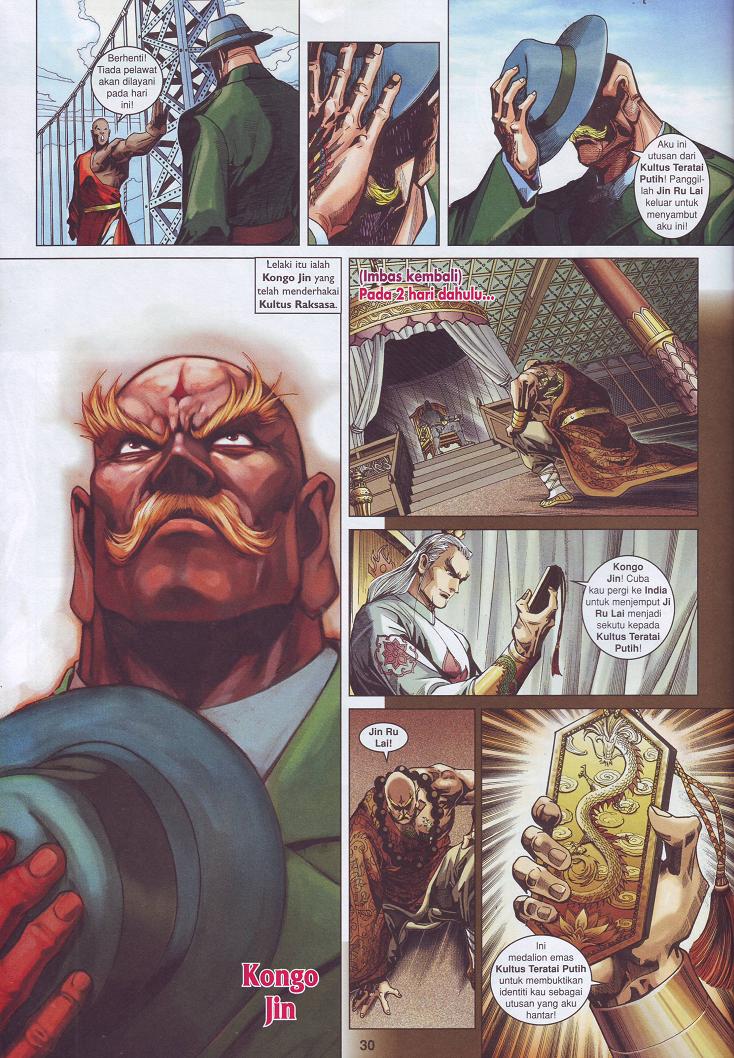 Berhenti!
Tiada pelawat
akan dilayani
pada hari
ini!
Aku ini
utusan dari
Kultus Teratai
Putih! Panggil-
lah Jin Ru Lai
keluar untuk
menyambut
aku ini!
Lelaki itu ialah
Kongo Jin yang
telah menderhakai
Kultus Raksasa.
Kongo
Jin
(Imbas kembali)
Pada 2 hari dahulu...
Kongo
Jin! Cuba
kau pergi ke India
untuk menjemput Ji
Ru Lai menjadi
sekutu kepada
Kultus Teratai
Putih!
Jin Ru
Lai!
Ini
medalion emas
Kultus Teratai Putih
untuk membuktikan
identiti kau sebagai
utusan yang aku
hantar!
30